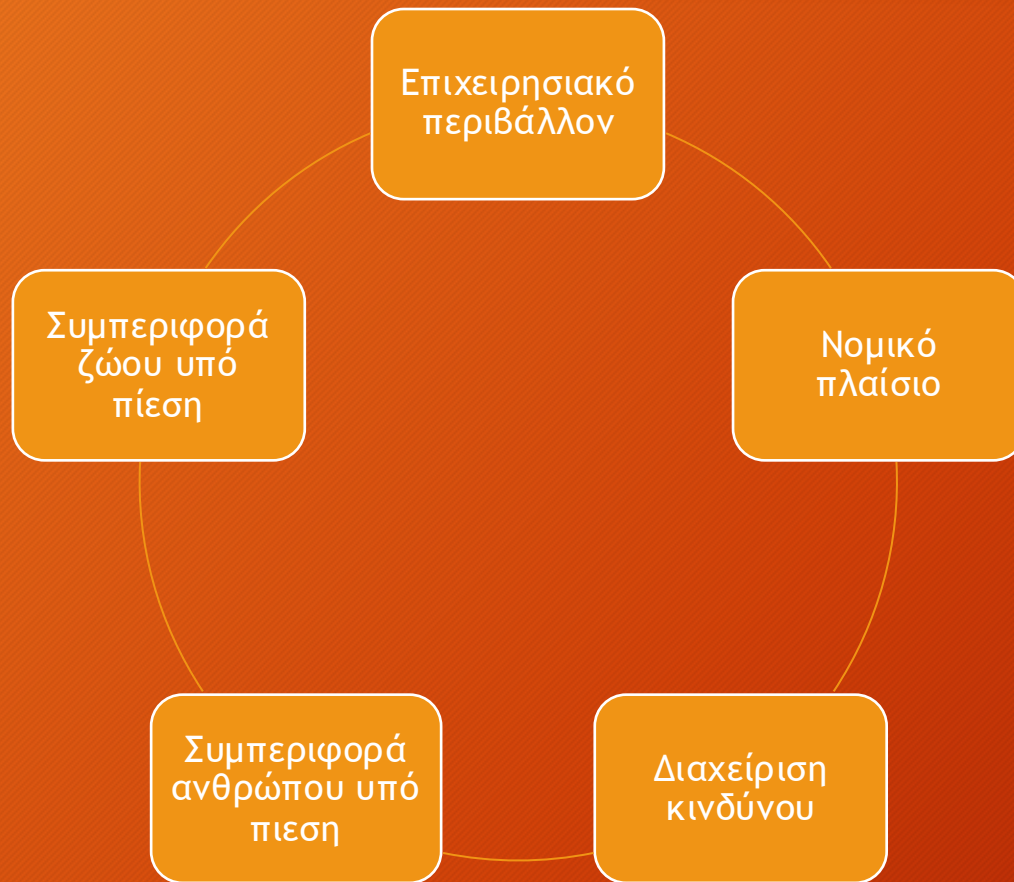 Επιχειρησιακό
περιβάλλον
Νομικό
πλαίσιο
Διαχείριση
κινδύνου
Συμπεριφορά
ανθρώπου υπό
πιεση
Συμπεριφορά
ζώου υπό
πίεση